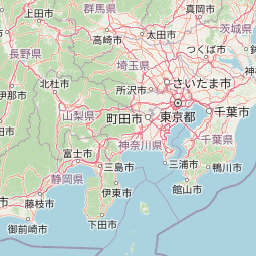 群馬県
上田市
高崎市
太田市
真岡市
茨城県
つくば市
長野県
埼玉県
北杜市
所沢市
さいたま市
伊那市
山梨県
町田市
東京都
千葉市
神奈川県
千葉県
富士市
三島市
三浦市
鴨川市
静岡県
館山市
伊東市
藤枝市
下田市
御前崎市